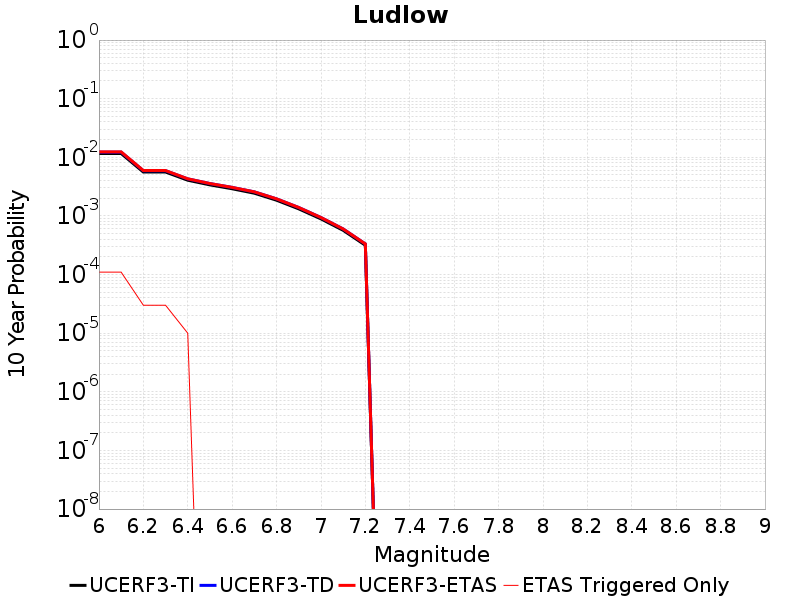 Ludlow
10 Year Probability
10^0
10^-1
10^-2
10^-3
10^-4
10^-5
10^-6
10^-7
10^-8
6 6.2 6.4 6.6 6.8 7 7.2 7.4 7.6 7.8 8 8.2 8.4 8.6 8.8 9
Magnitude
UCERF3-TI UCERF3-TD UCERF3-ETAS ETAS Triggered Only